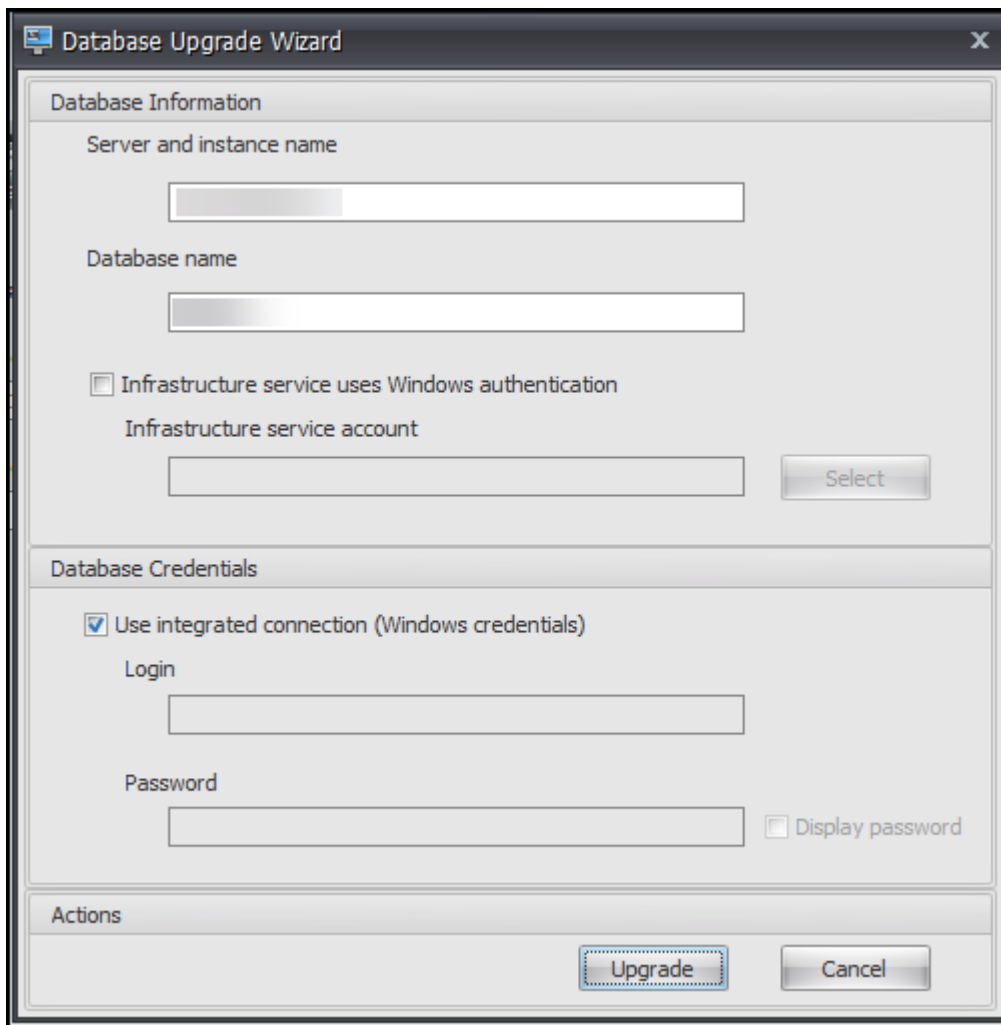 Database Upgrade Wizard
Database Information
Server and instance name
Database name
Infrastructure service uses Windows authentication
Infrastructure service account
Select
Database Credentials
Use integrated connection (Windows credentials)
Login
Password
Display password
Actions
Upgrade
Cancel